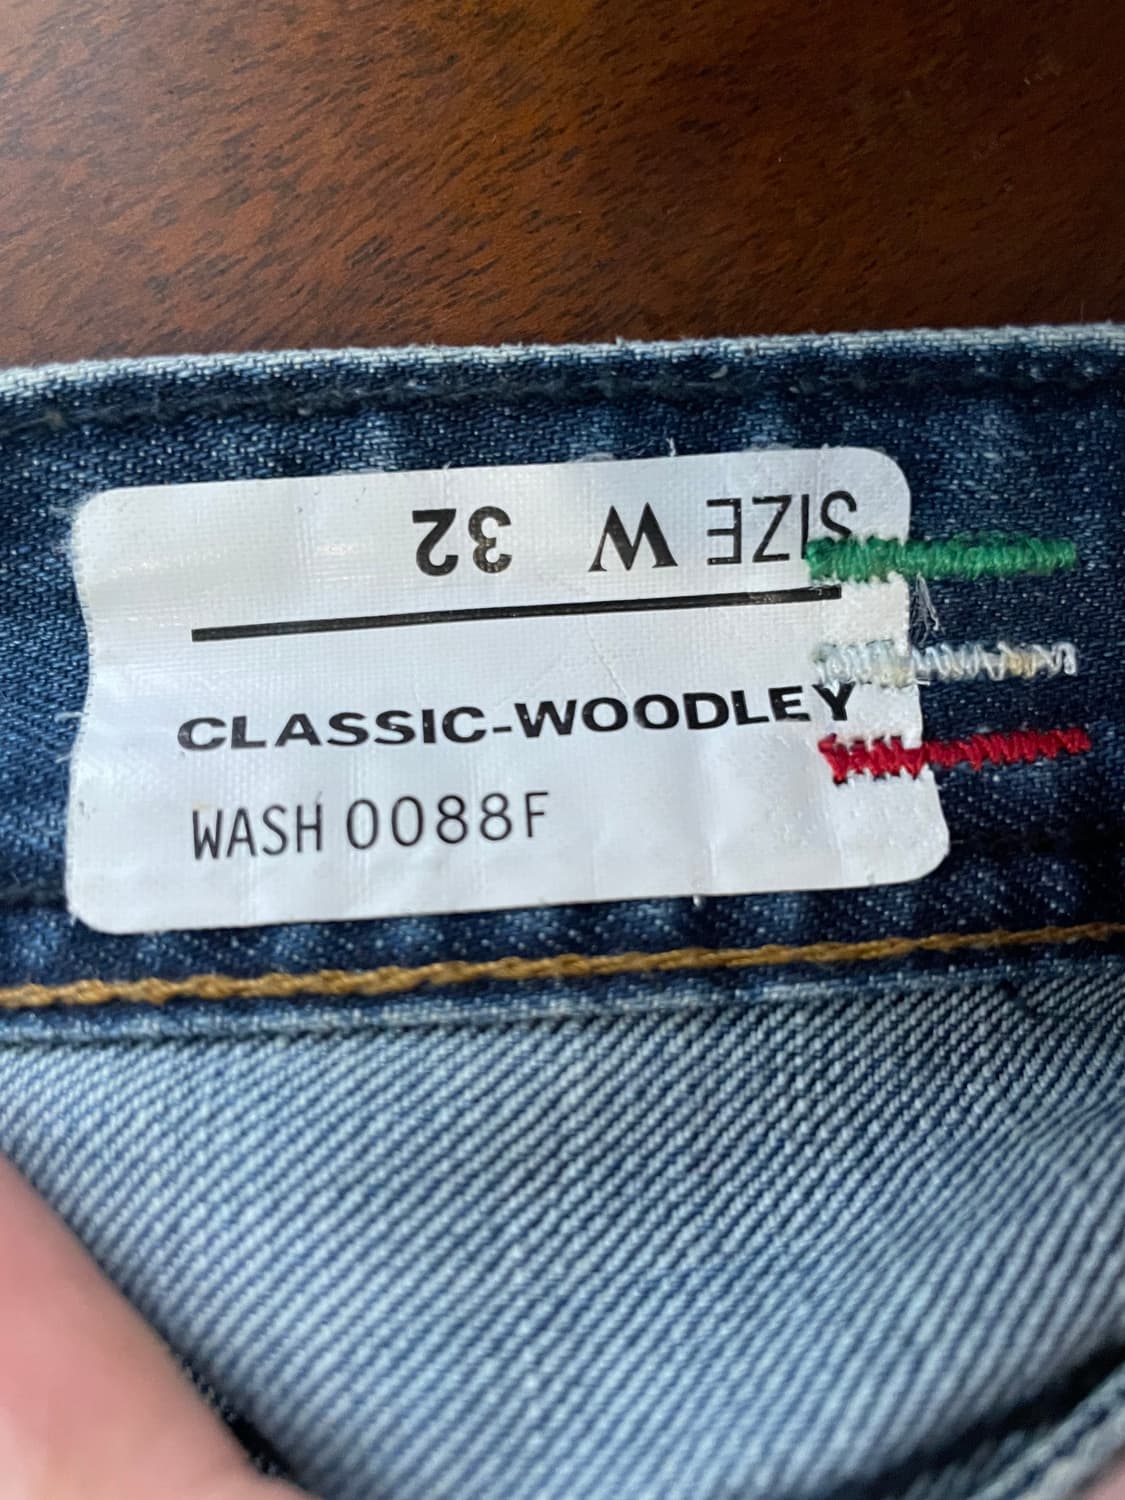 SIZE W 32
CLASSIC-WOODLEY
WASH 0088F